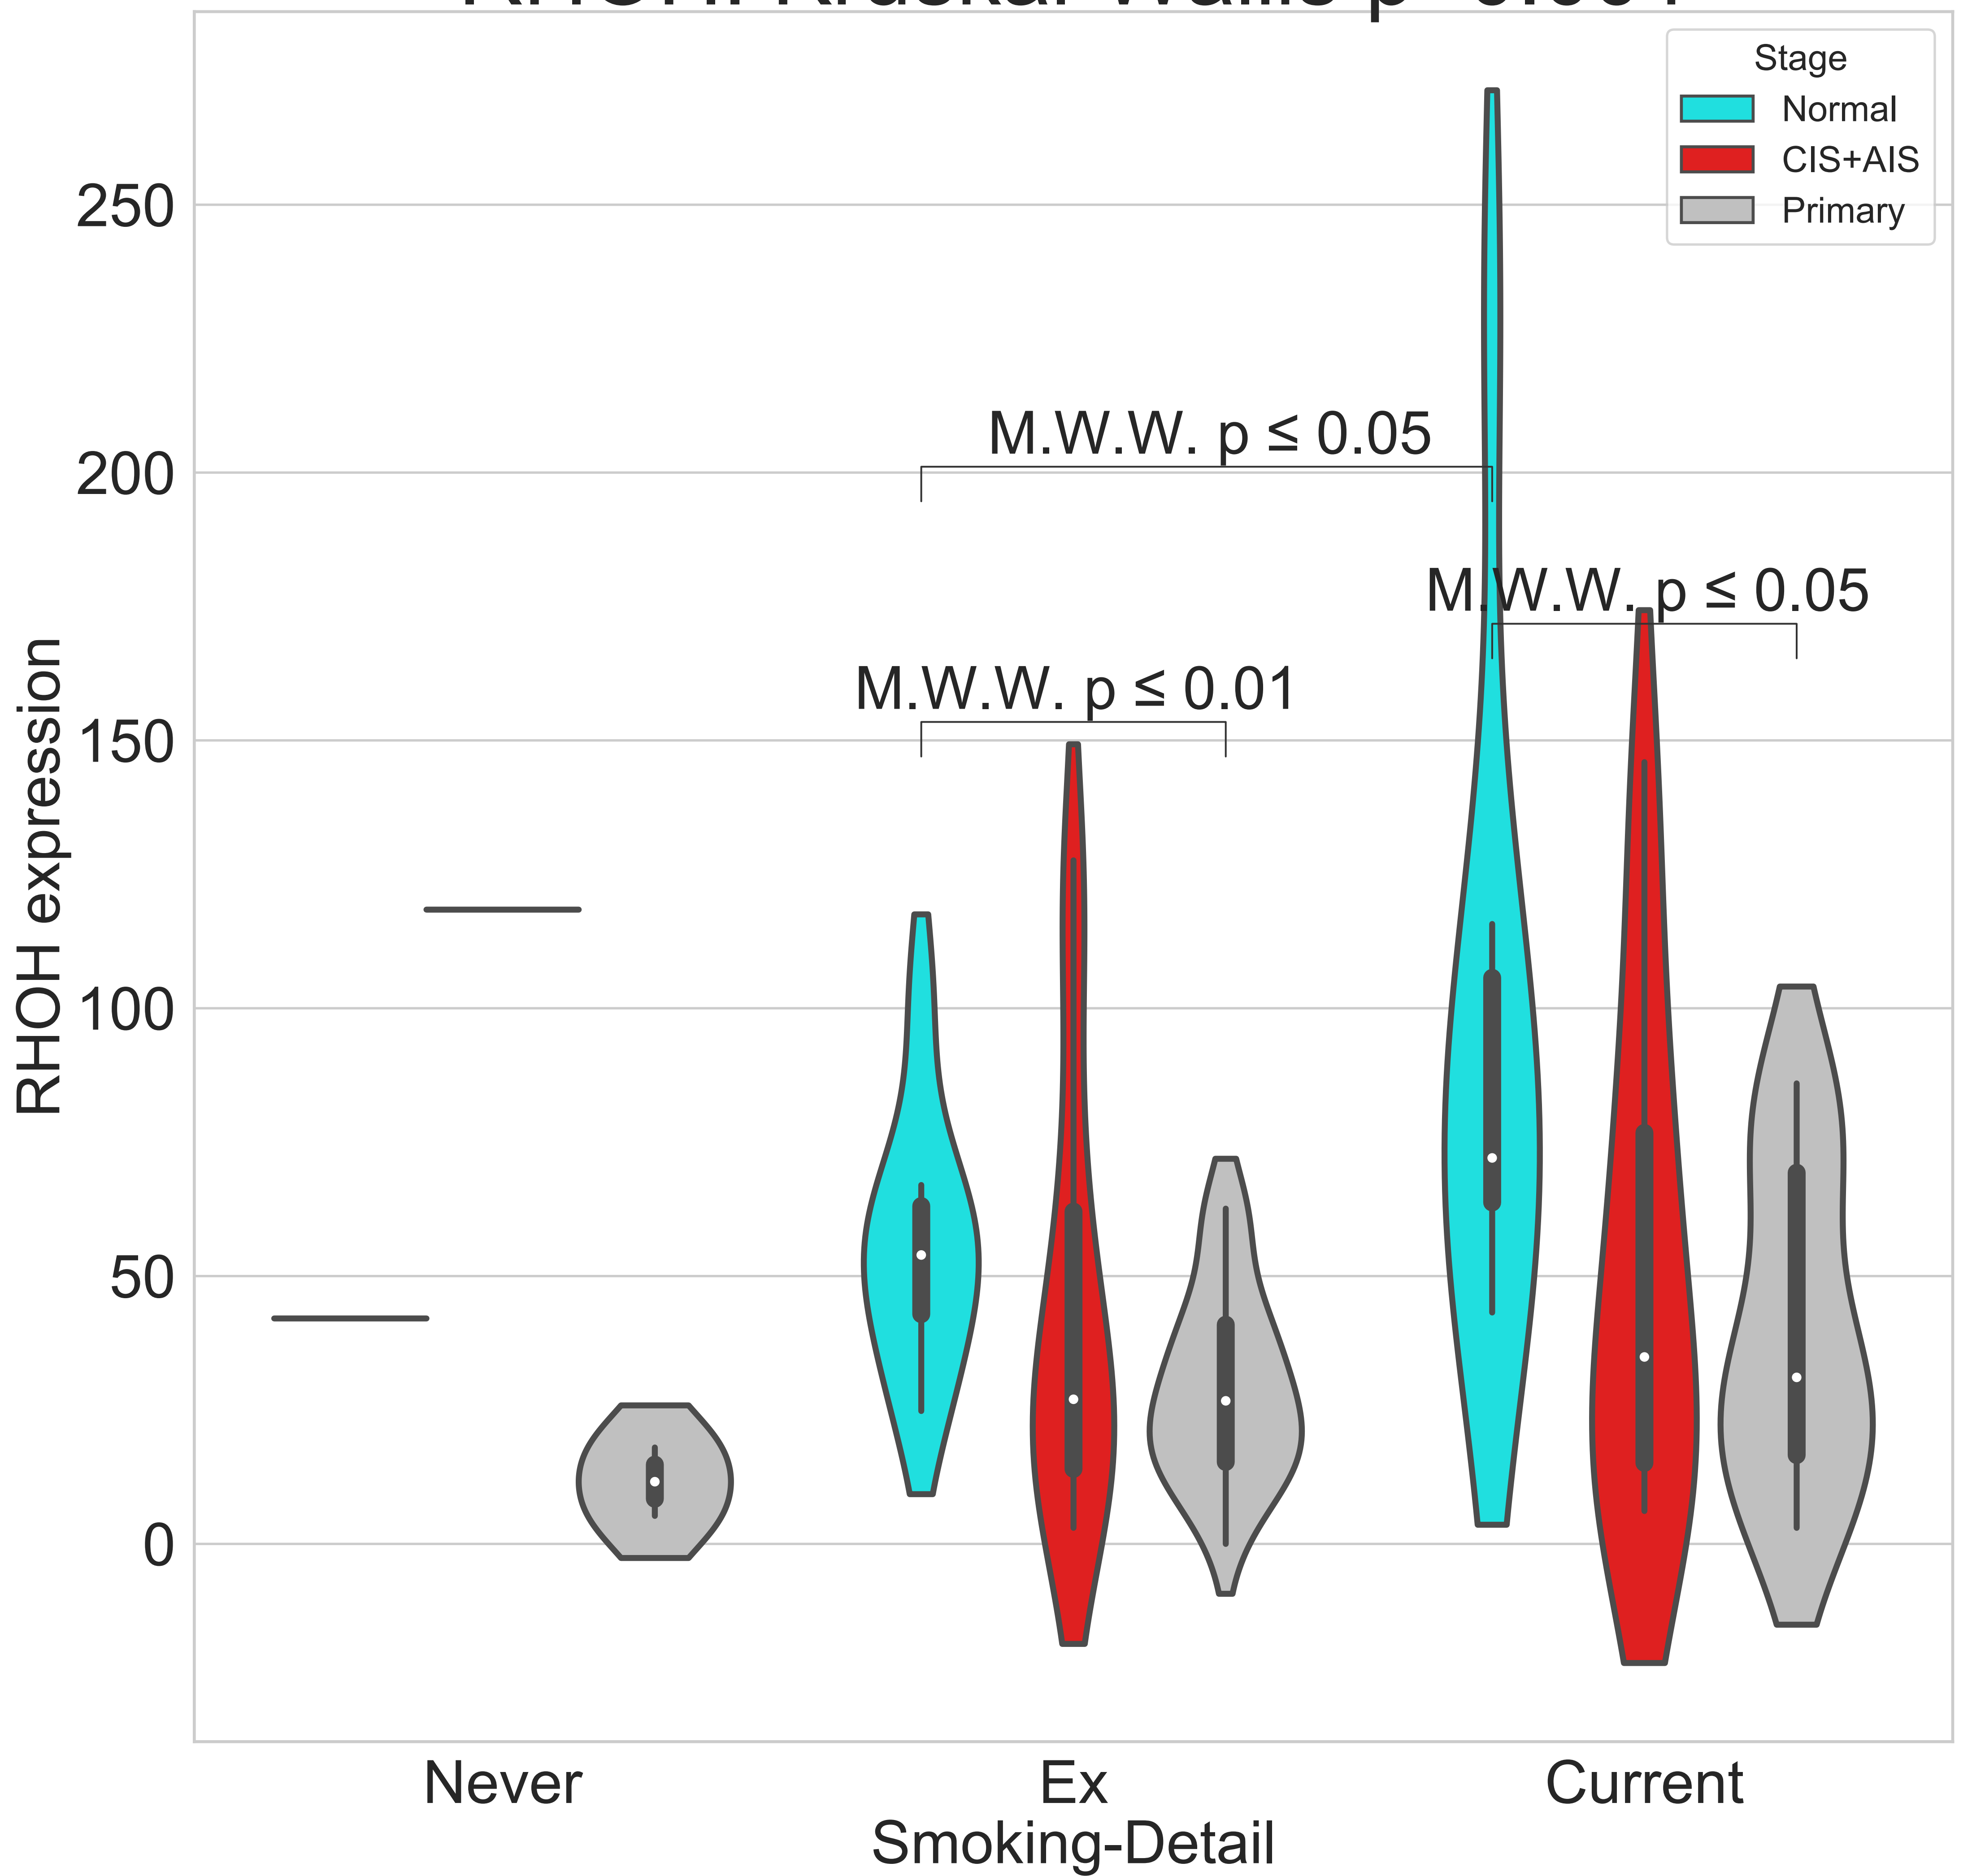 Stage
Normal
CIS+AIS
Primary
250
200
150
100
50
0
RHOH expression
M.W.W. p ≤ 0.05
M.W.W. p ≤ 0.05
M.W.W. p ≤ 0.01
Never
Ex
Current
Smoking-Detail